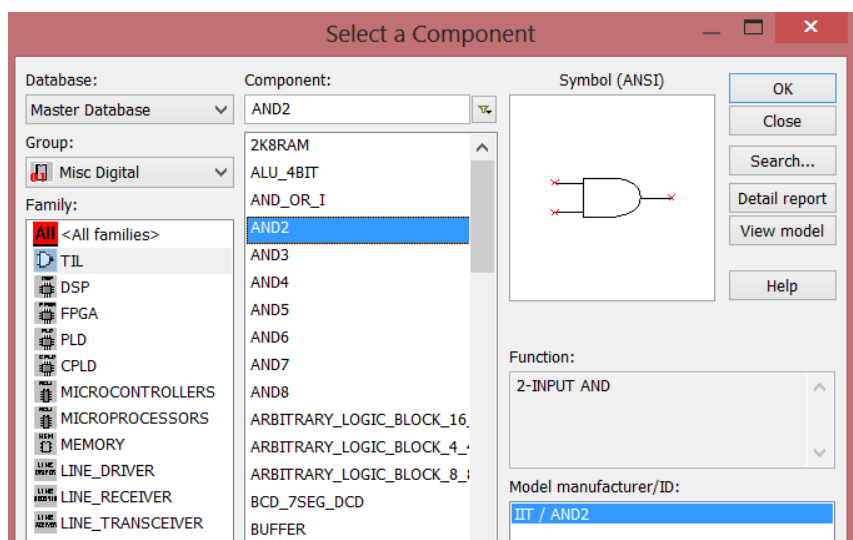 Select a Component
Database:
Master Database
Group:
Misc Digital
Family:
All <All families>
TIL
DSP
FPGA
PLD
CPLD
MICROCONTROLLERS
MICROPROCESSORS
MEMORY
LINE_DRIVER
LINE_RECEIVER
LINE_TRANSCEIVER
Component:
AND2
2K8RAM
ALU_4BIT
AND_OR_I
AND2
AND3
AND4
AND5
AND6
AND7
AND8
ARBITRARY_LOGIC_BLOCK_16_
ARBITRARY_LOGIC_BLOCK_4_
ARBITRARY_LOGIC_BLOCK_8_
BCD_7SEG_DCD
BUFFER
Symbol (ANSI)
Function:
2-INPUT AND
Model manufacturer/ID:
IIT / AND2
OK
Close
Search...
Detail report
View model
Help